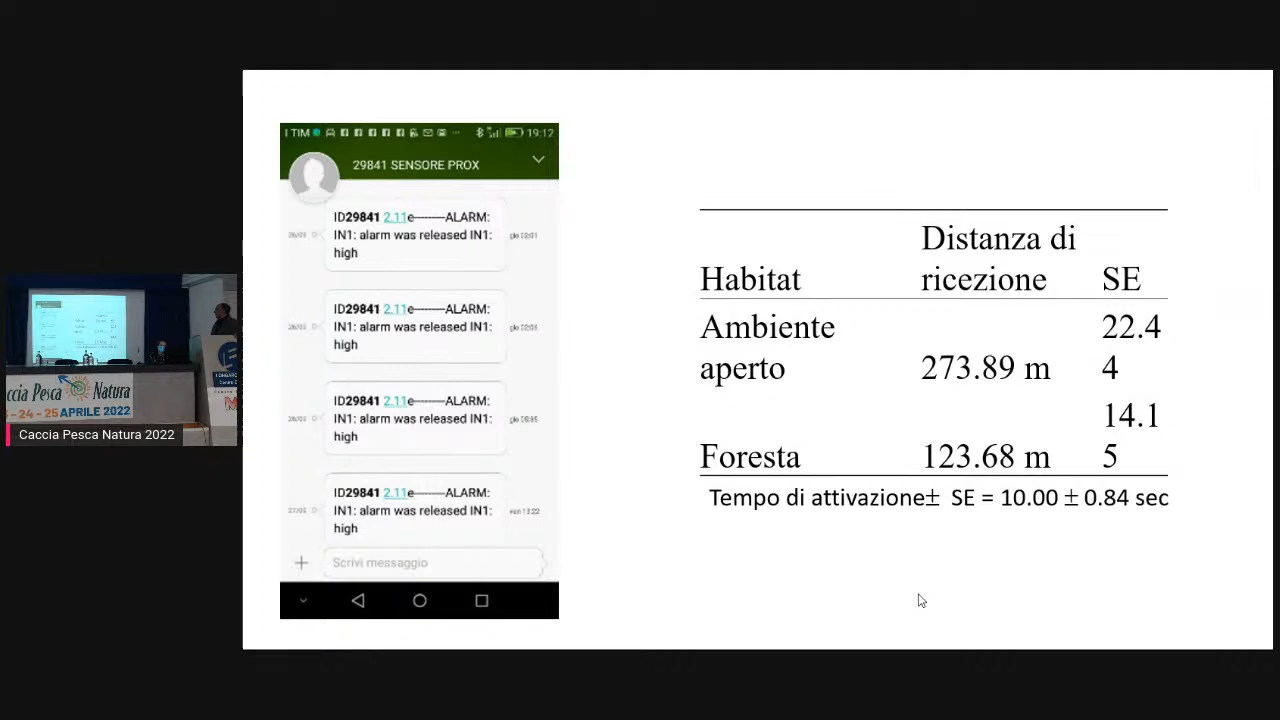 I TIM
19:12
29841 SENSORE PROX
ID29841 2.11e--------ALARM:
IN1: alarm was released IN1:
high
ID29841 2.11e--------ALARM:
IN1: alarm was released IN1:
high
ID29841 2.11e--------ALARM:
IN1: alarm was released IN1:
high
ID29841 2.11e--------ALARM:
IN1: alarm was released IN1:
high
Scrivi messaggio
Distanza di
Habitat ricezione SE
Ambiente 22.4
aperto 273.89 m 4
14.1
Foresta 123.68 m 5
Tempo di attivazione± SE = 10.00 ± 0.84 sec
ccia Pesca Natura
- 24 - 25 APRILE 2022
Caccia Pesca Natura 2022